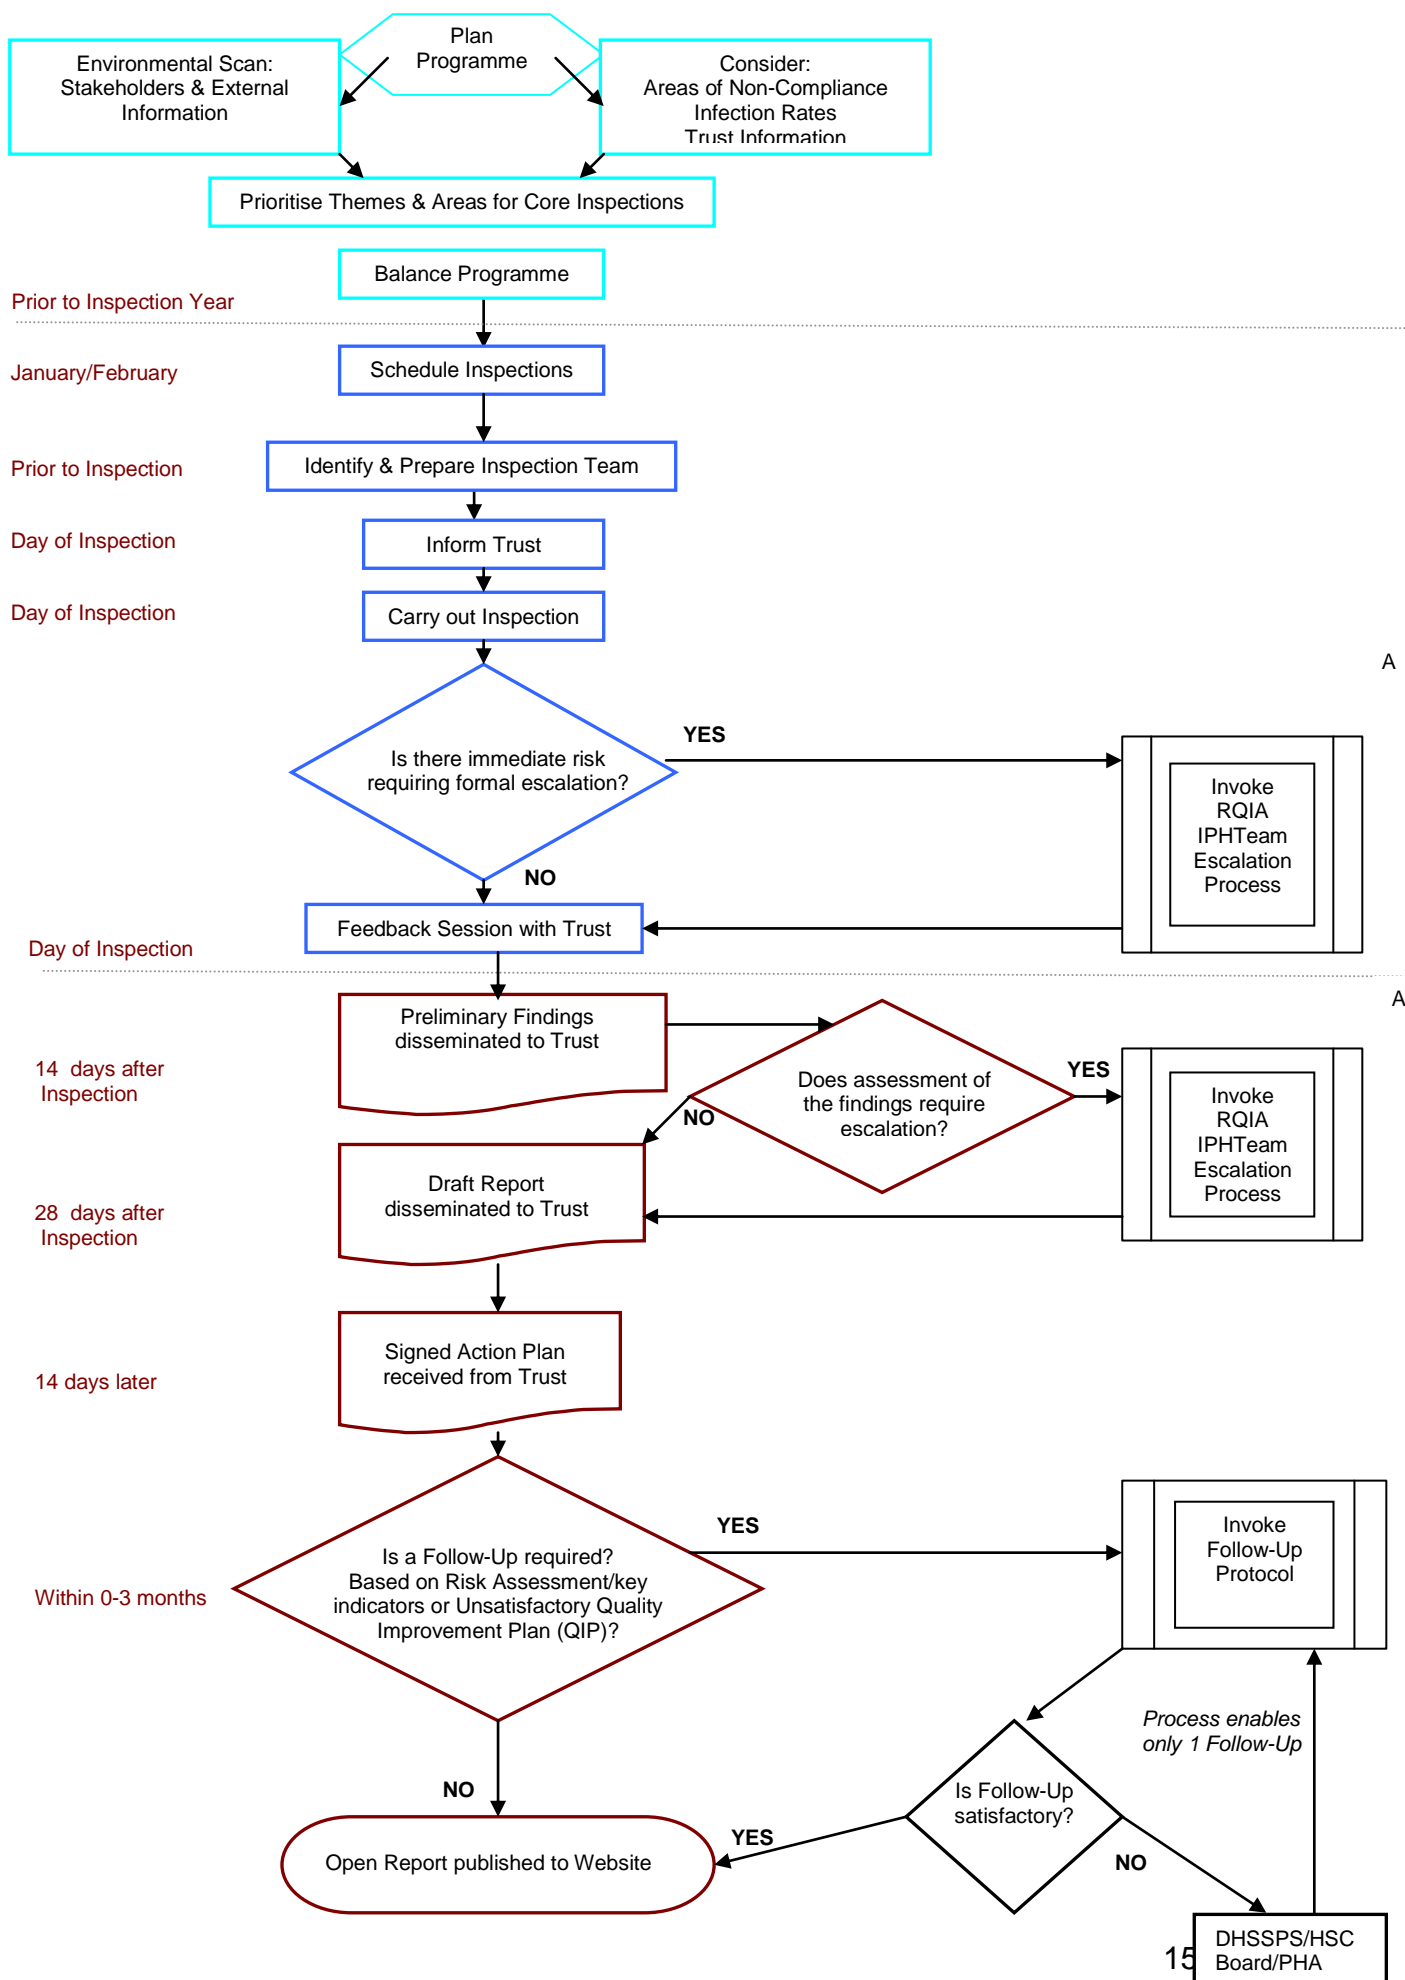 Plan
Programme
Environmental Scan:
Stakeholders & External
Information
Consider:
Areas of Non-Compliance
Infection Rates
Trust Information
Prioritise Themes & Areas for Core Inspections
Balance Programme
Prior to Inspection Year
January/February
Schedule Inspections
Prior to Inspection
Identify & Prepare Inspection Team
Day of Inspection
Inform Trust
Day of Inspection
Carry out Inspection
A
Is there immediate risk
requiring formal escalation?
YES
NO
Invoke
RQIA
IPHTeam
Escalation
Process
Feedback Session with Trust
Day of Inspection
A
Preliminary Findings
disseminated to Trust
14  days after
Inspection
Does assessment of
the findings require
escalation?
YES
NO
Invoke
RQIA
IPHTeam
Escalation
Process
Draft Report
disseminated to Trust
28  days after
Inspection
Signed Action Plan
received from Trust
14 days later
Is a Follow-Up required?
Based on Risk Assessment/key
indicators or Unsatisfactory Quality
Improvement Plan (QIP)?
YES
Within 0-3 months
Invoke
Follow-Up
Protocol
Process enables
only 1 Follow-Up
NO
Is Follow-Up
satisfactory?
YES
NO
Open Report published to Website
DHSSPS/HSC
Board/PHA
15